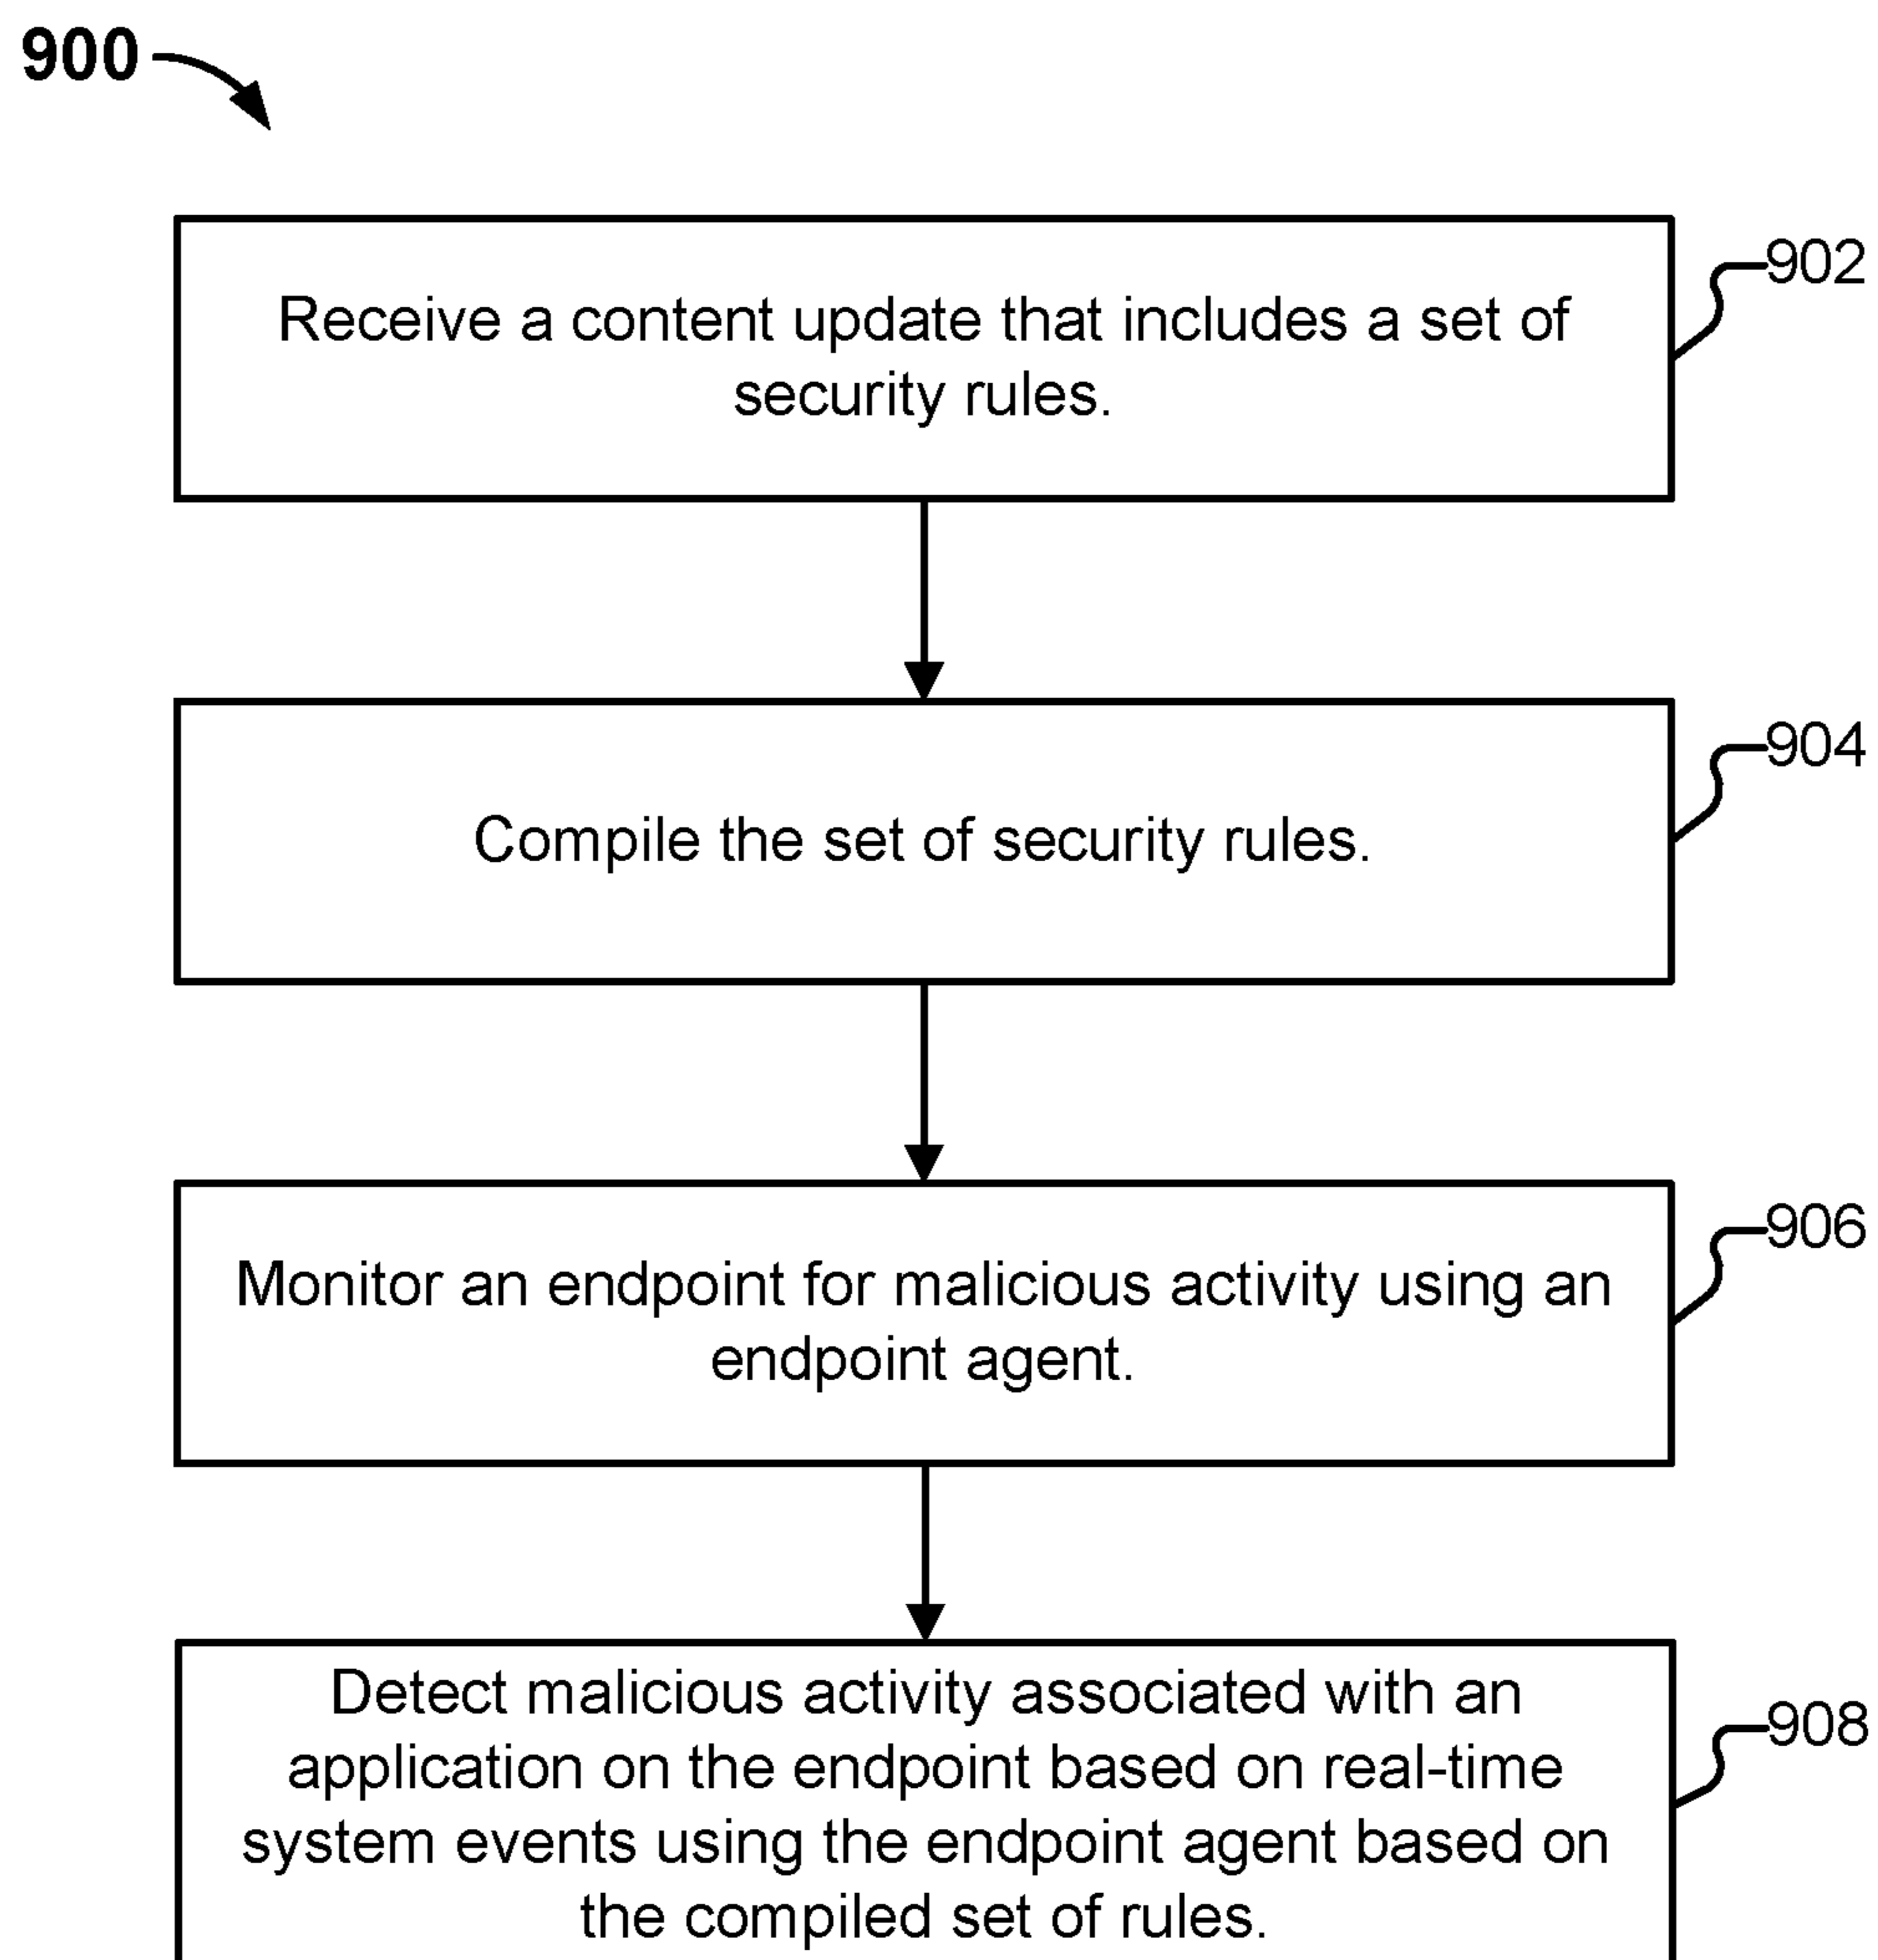 900
Receive a content update that includes a set of
security rules.
902
Compile the set of security rules.
904
Monitor an endpoint for malicious activity using an
endpoint agent.
906
Detect malicious activity associated with an
application on the endpoint based on real-time
system events using the endpoint agent based on
the compiled set of rules.
908